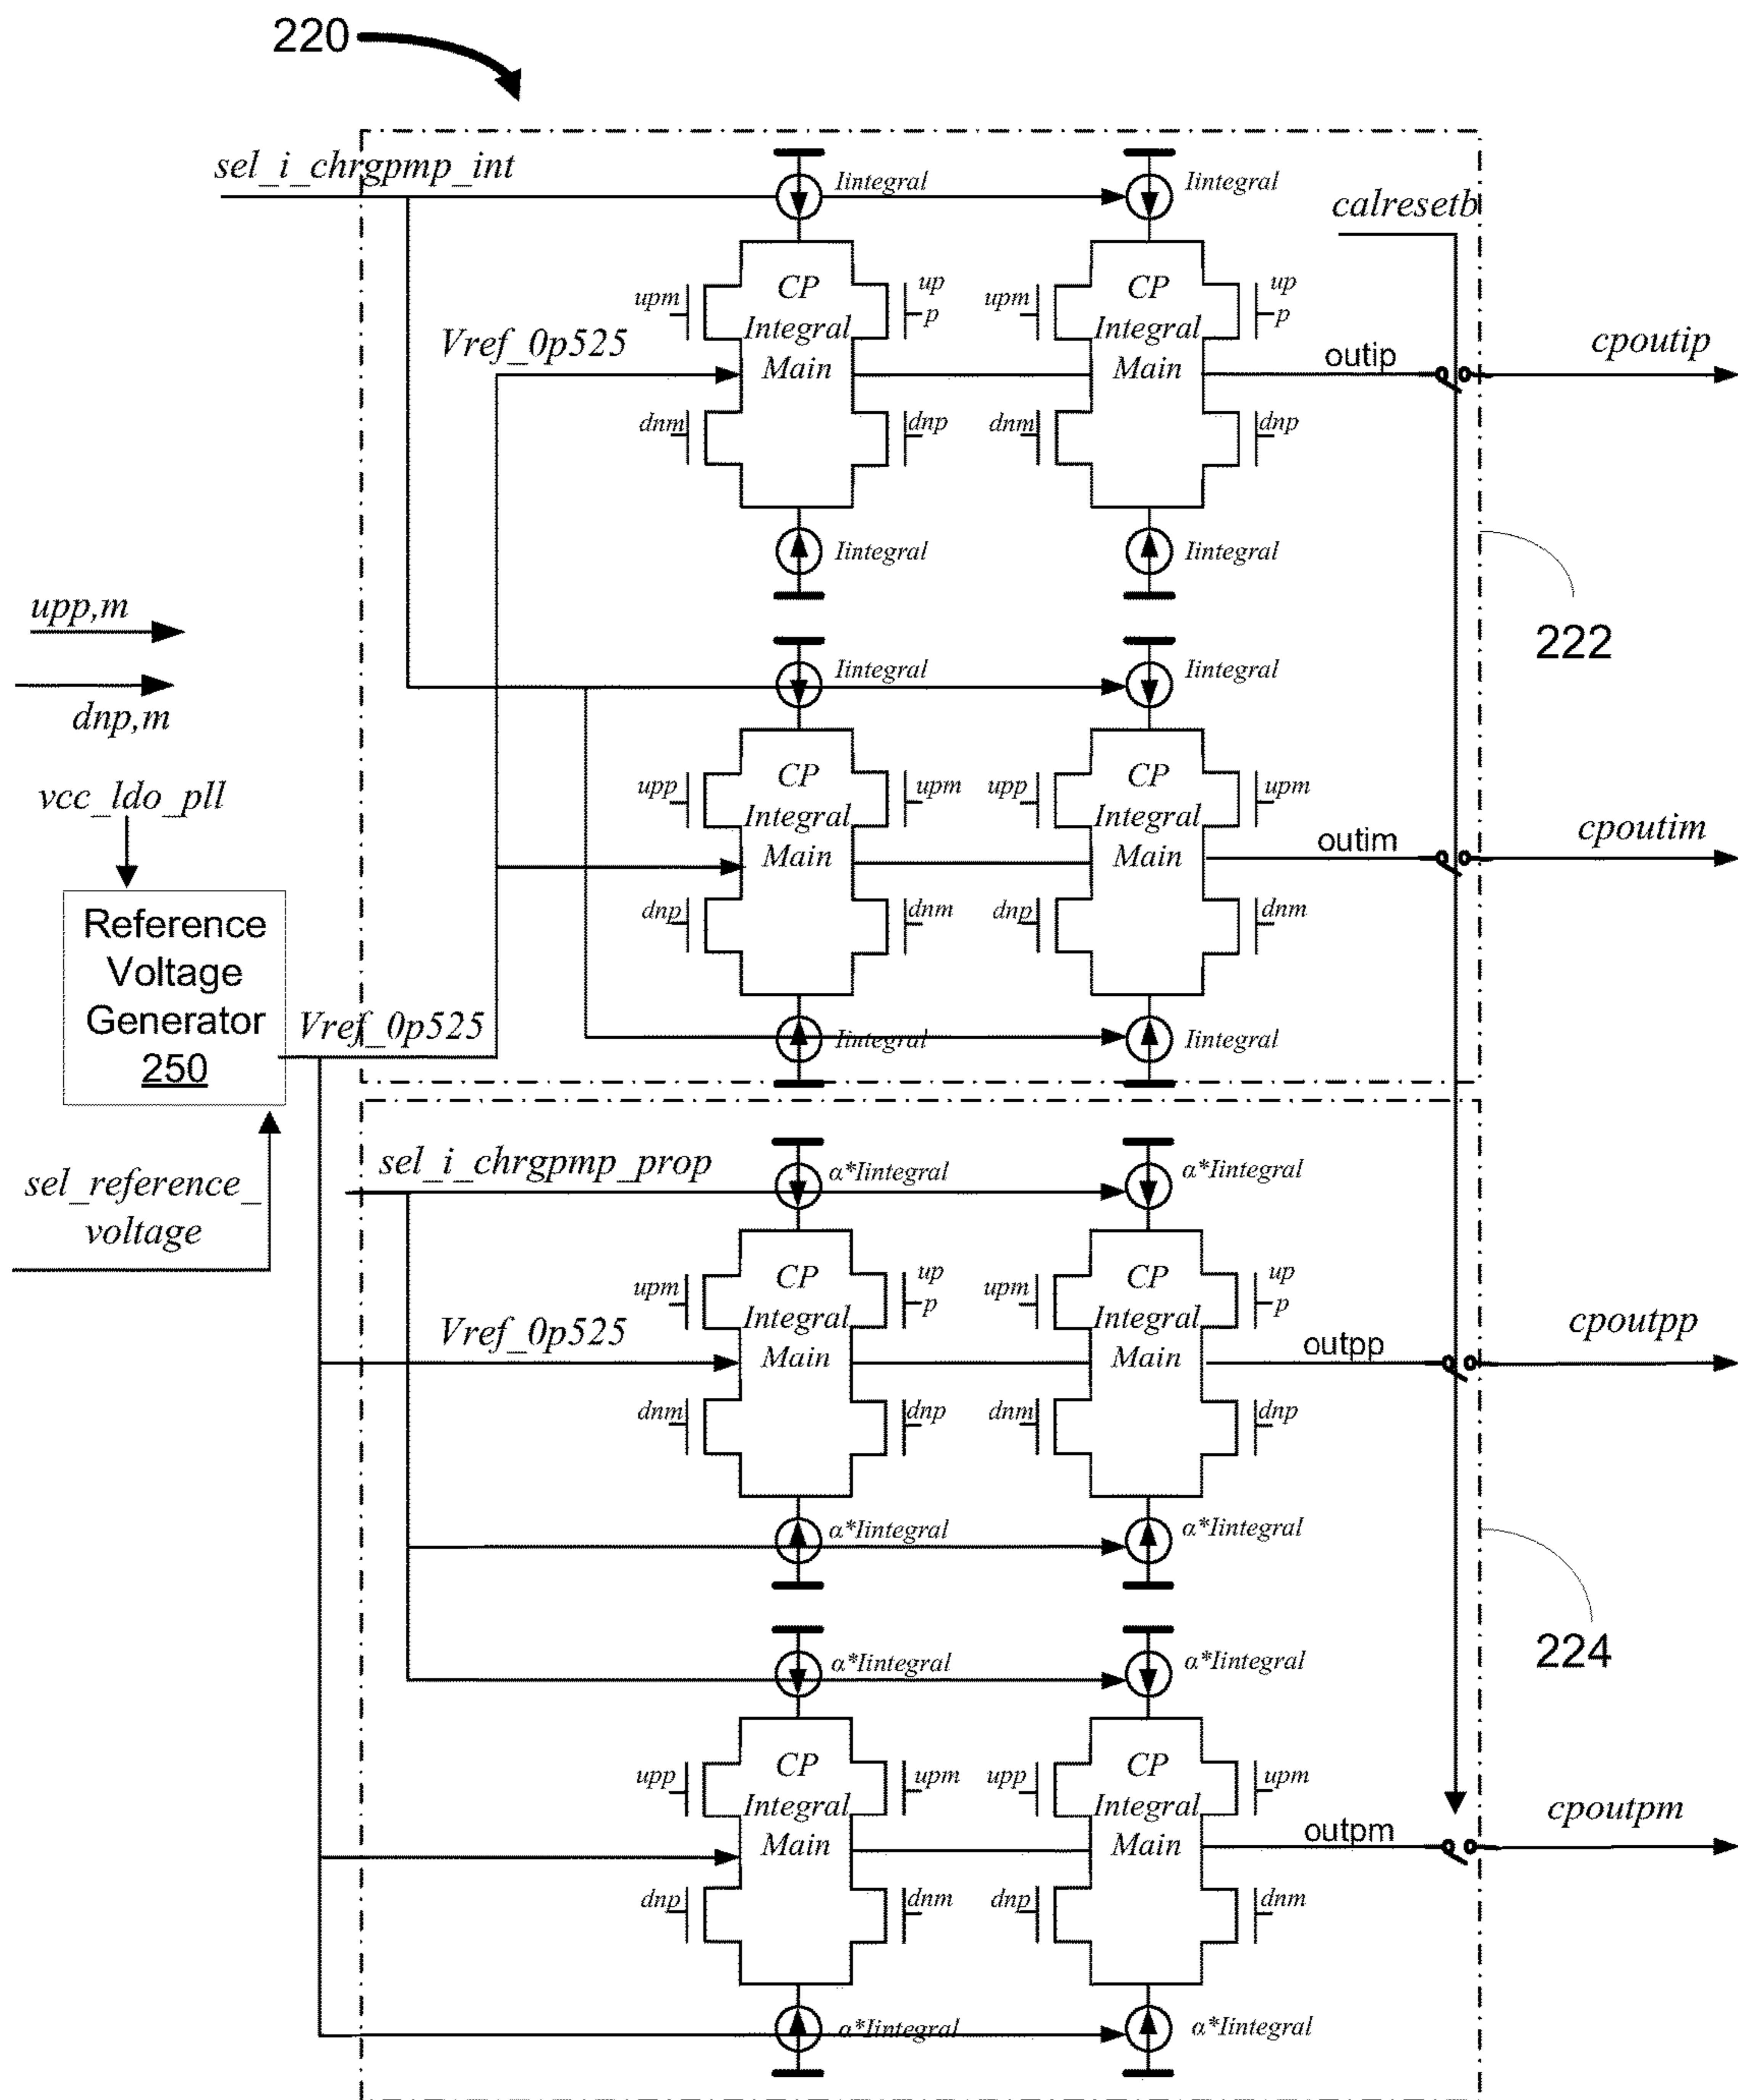 220
sel_i_chrgpmp_int
Iintegral
Iintegral
calresetb
upm
CP
Integral
Main
up
p
upm
CP
Integral
Main
up
p
Vref_0p525
outip
cpoutip
dnm
dnp
dnm
dnp
Iintegral
Iintegral
222
upp,m
dnp,m
Iintegral
Iintegral
upp
CP
Integral
Main
upm
upp
CP
Integral
Main
upm
outim
cpoutim
dnp
dnm
dnp
dnm
Iintegral
Iintegral
vcc_ldo_pll
Reference
Voltage
Generator
250
Vref_0p525
sel_reference_
voltage
sel_i_chrgpmp_prop
α*Iintegral
α*Iintegral
upm
CP
Integral
Main
up
p
upm
CP
Integral
Main
up
p
Vref_0p525
outpp
cpoutpp
dnm
dnp
dnm
dnp
α*Iintegral
α*Iintegral
224
α*Iintegral
α*Iintegral
upp
CP
Integral
Main
upm
upp
CP
Integral
Main
upm
outpm
cpoutpm
dnp
dnm
dnp
dnm
α*Iintegral
α*Iintegral